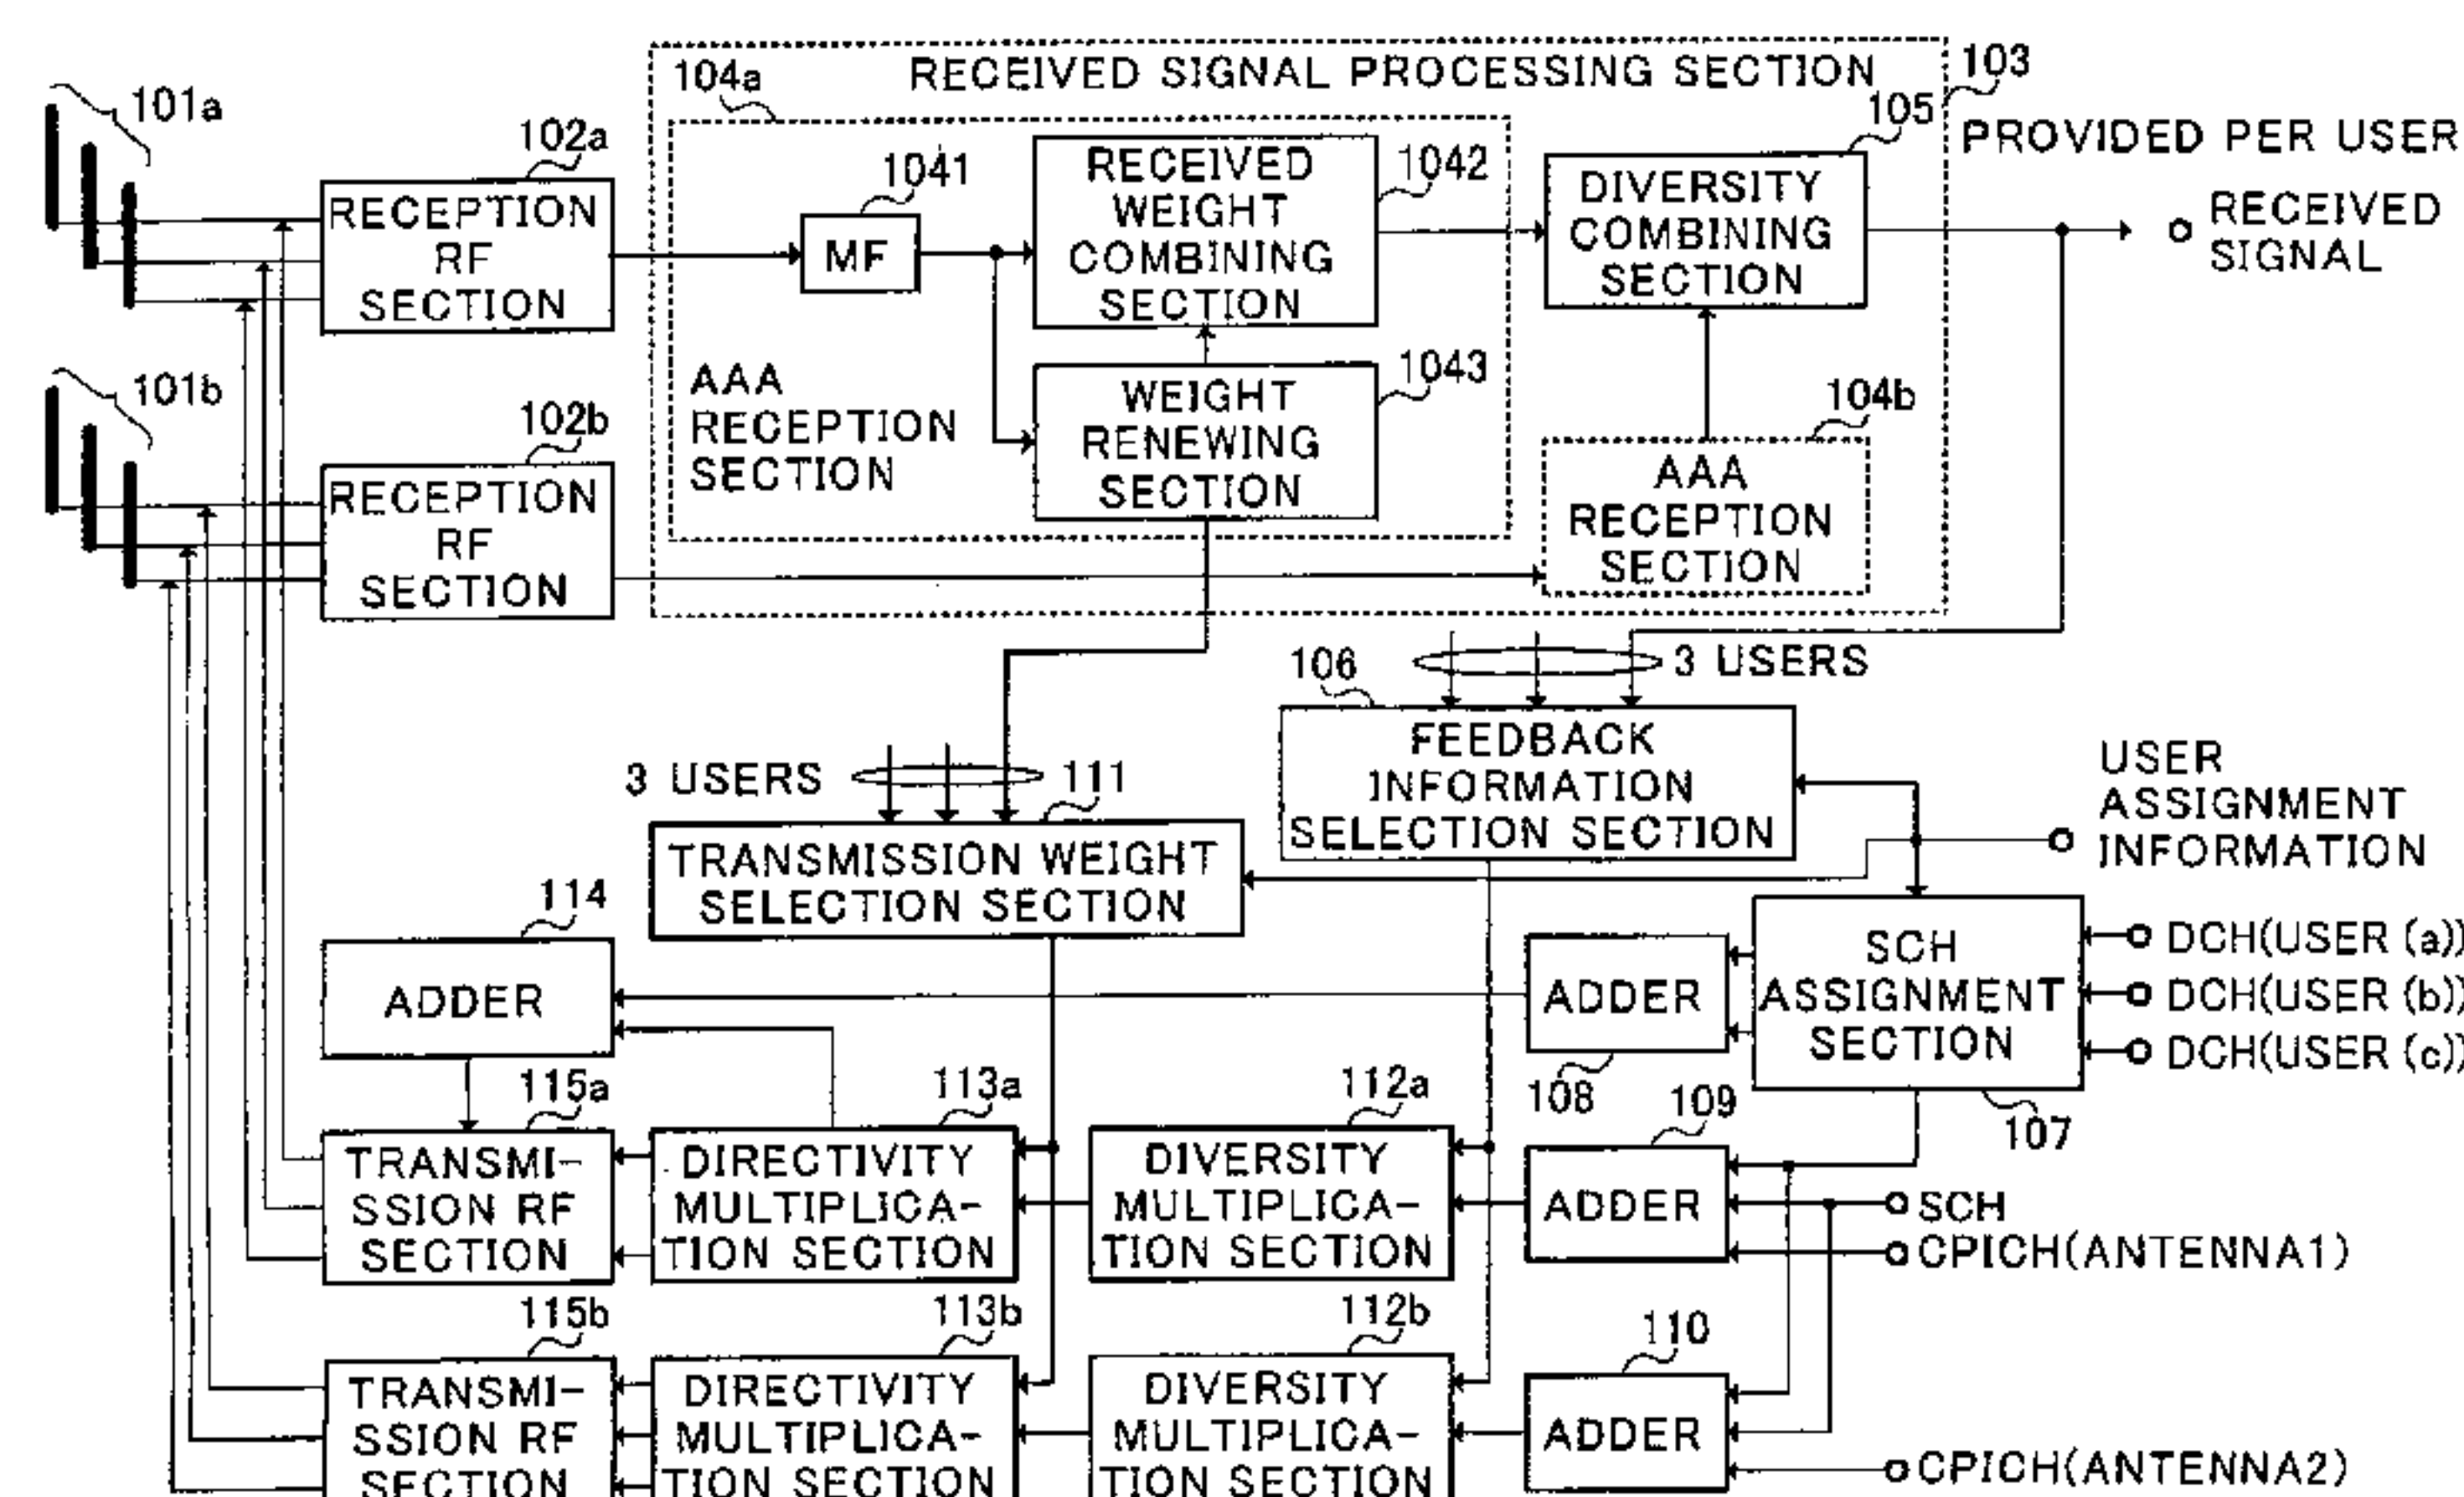 RECEIVED SIGNAL PROCESSING SECTION
103
104a
101a
102a
RECEPTION
RF
SECTION
1041
MF
RECEIVED
WEIGHT
COMBINING
SECTION
1042
105
DIVERSITY
COMBINING
SECTION
PROVIDED PER USER
RECEIVED
SIGNAL
101b
102b
RECEPTION
RF
SECTION
AAA
RECEPTION
SECTION
WEIGHT
RENEWING
SECTION
1043
104b
AAA
RECEPTION
SECTION
106
3 USERS
FEEDBACK
INFORMATION
SELECTION SECTION
USER
ASSIGNMENT
INFORMATION
3 USERS
111
TRANSMISSION WEIGHT
SELECTION SECTION
114
ADDER
ADDER
108
SCH
ASSIGNMENT
SECTION
107
DCH(USER (a))
DCH(USER (b))
DCH(USER (c))
115a
TRANSMI-
SSION RF
SECTION
113a
DIRECTIVITY
MULTIPLICA-
TION SECTION
112a
DIVERSITY
MULTIPLICA-
TION SECTION
109
ADDER
SCH
CPICH(ANTENNA1)
115b
TRANSMI-
SSION RF
SECTION
113b
DIRECTIVITY
MULTIPLICA-
TION SECTION
112b
DIVERSITY
MULTIPLICA-
TION SECTION
110
ADDER
CPICH(ANTENNA2)